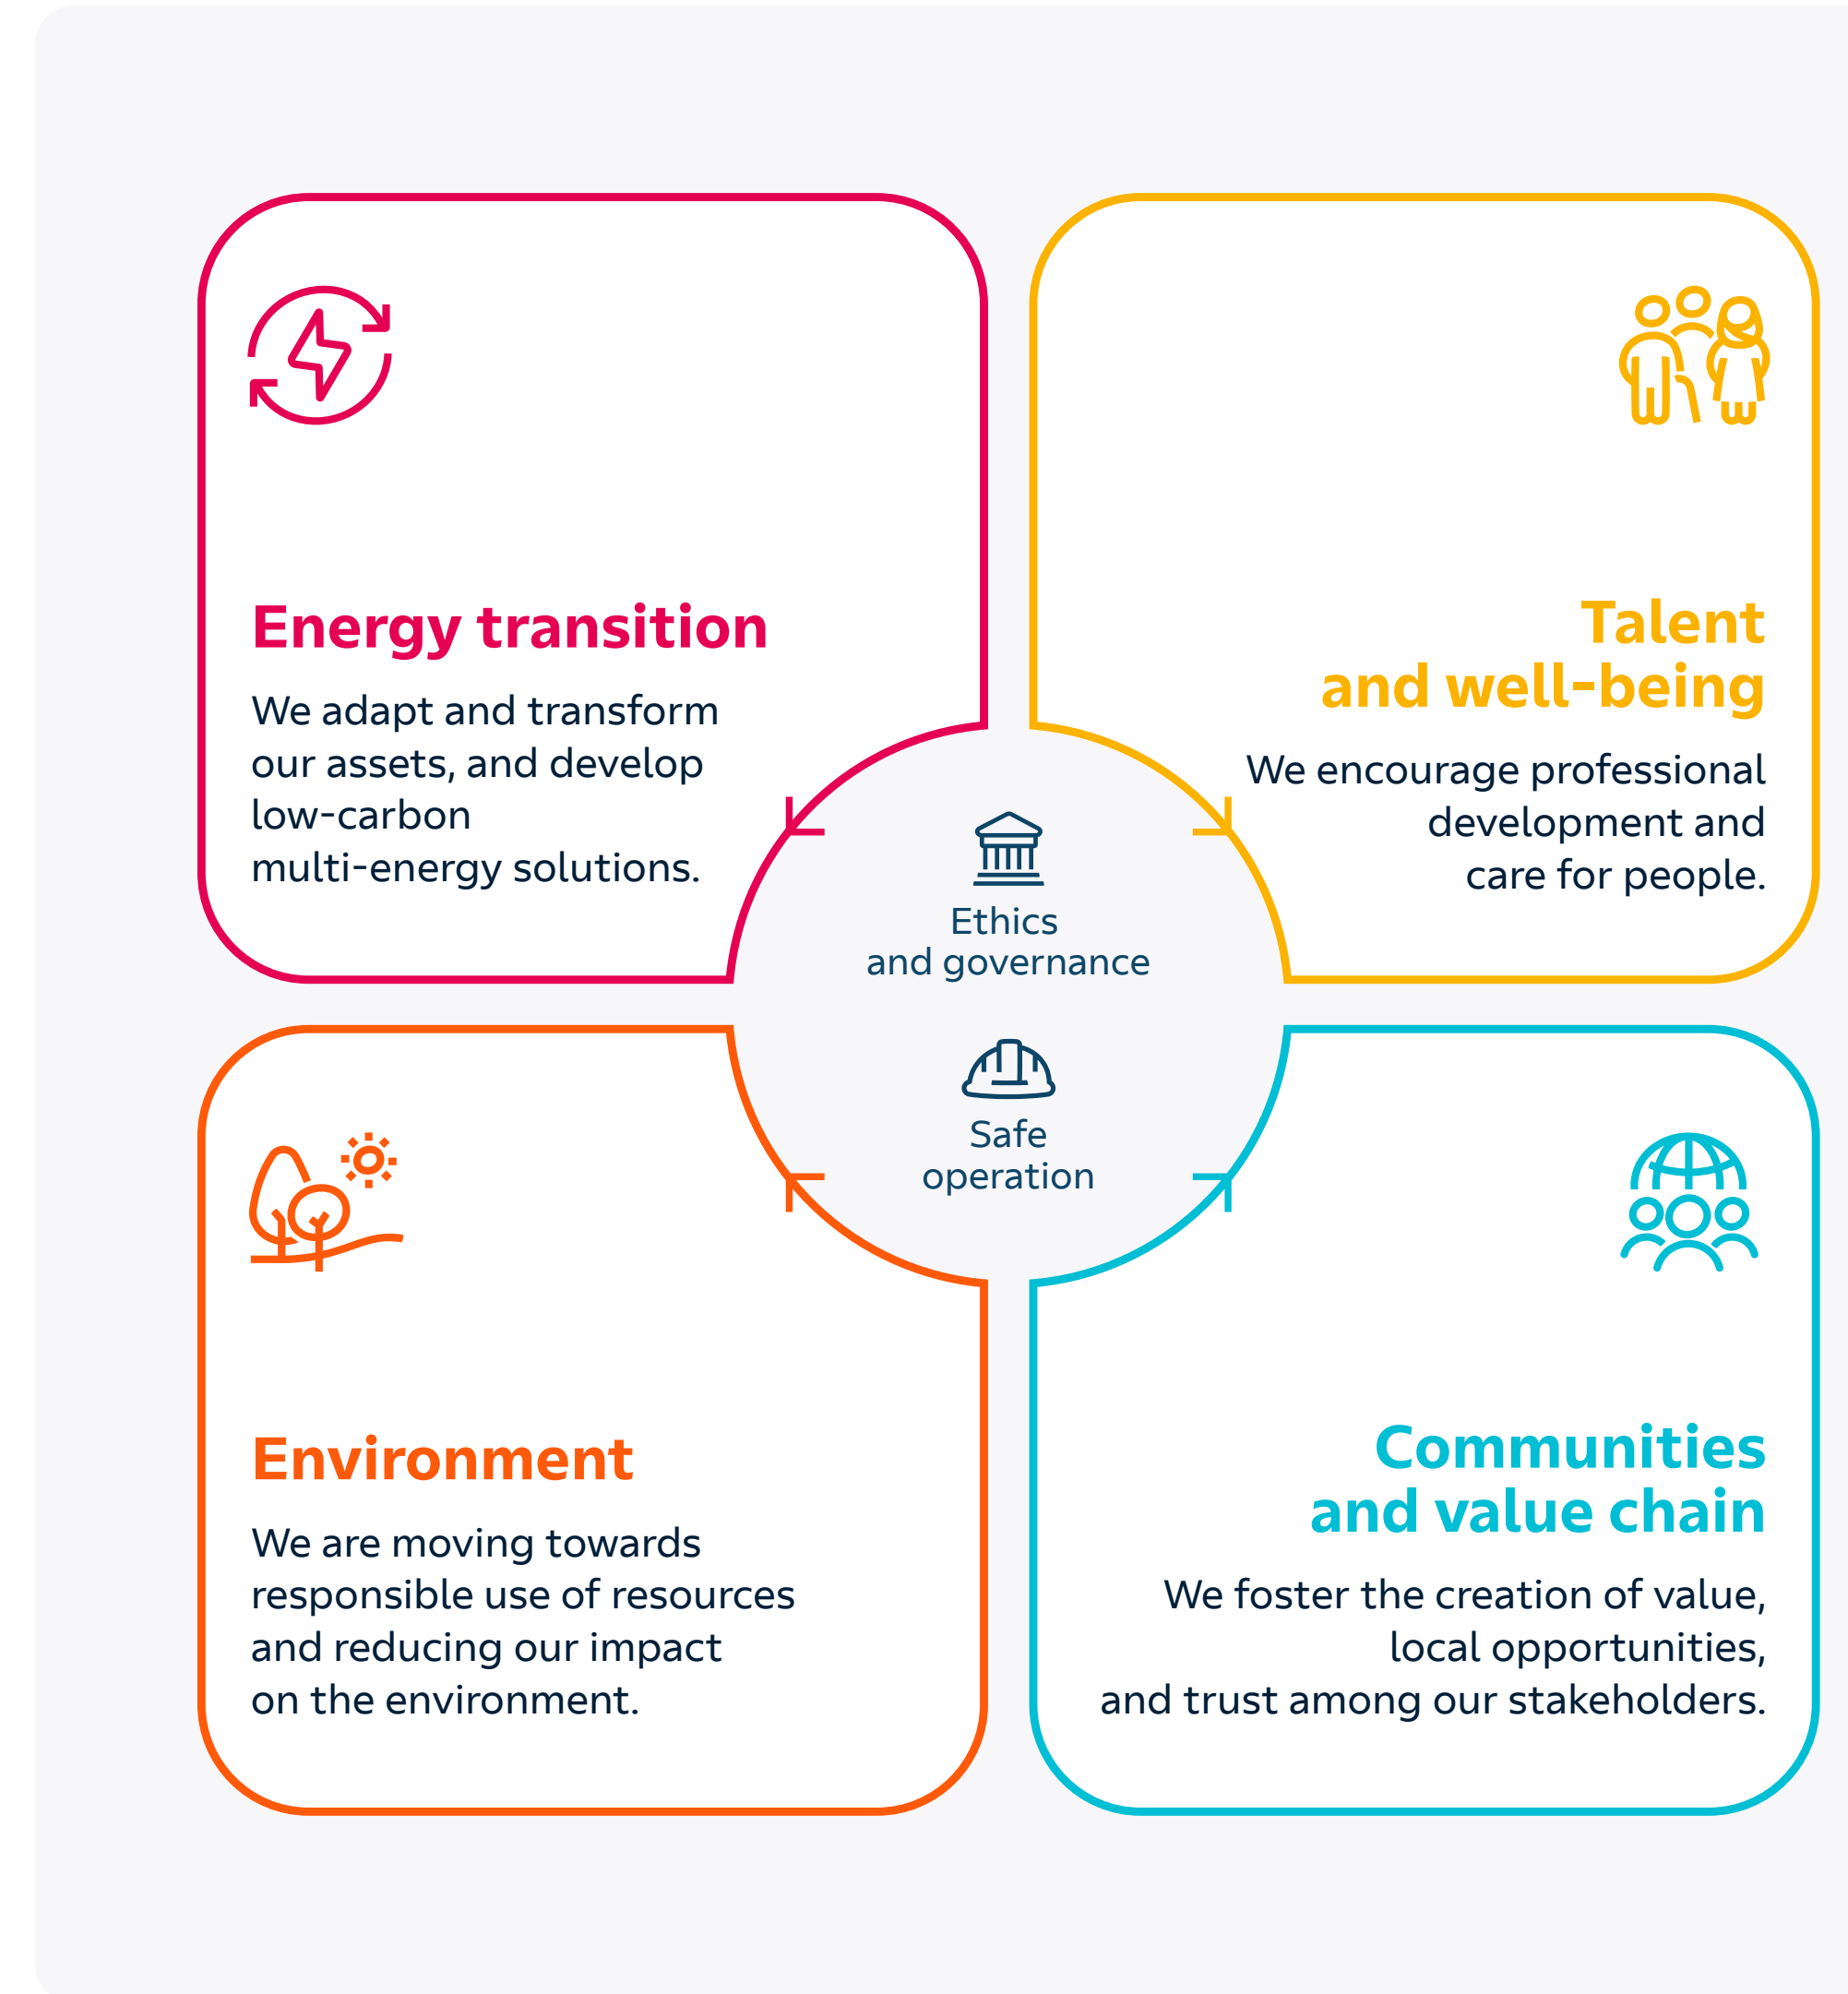 Energy transition
We adapt and transform
our assets, and develop
low-carbon
multi-energy solutions.
Talent
and well-being
We encourage professional
development and
care for people.
Ethics
and governance
Safe
operation
Environment
We are moving towards
responsible use of resources
and reducing our impact
on the environment.
Communities
and value chain
We foster the creation of value,
local opportunities,
and trust among our stakeholders.